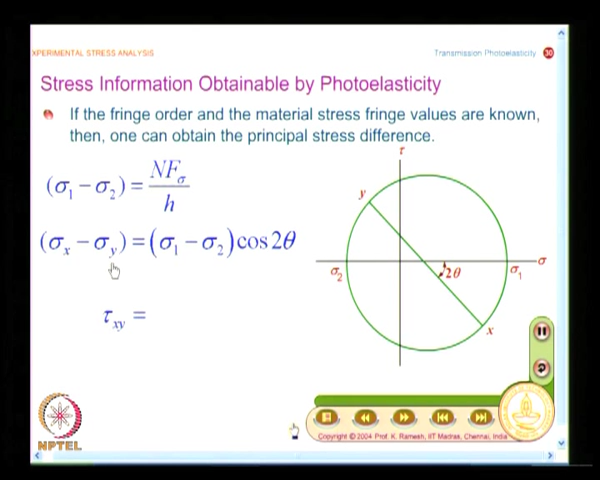 XPERIMENTAL STRESS ANALYSIS
Transmission Photoelasticity 30
Stress Information Obtainable by Photoelasticity
If the fringe order and the material stress fringe values are known,
then, one can obtain the principal stress difference.
(σ₁ − σ₂) = NFσ / h
(σx − σy) = (σ₁ − σ₂) cos 2θ
τxy =
τ
y
σ₂
2θ
σ₁
σ
x
NPTEL
Copyright © 2004 Prof. K. Ramesh, IIT Madras, Chennai, India